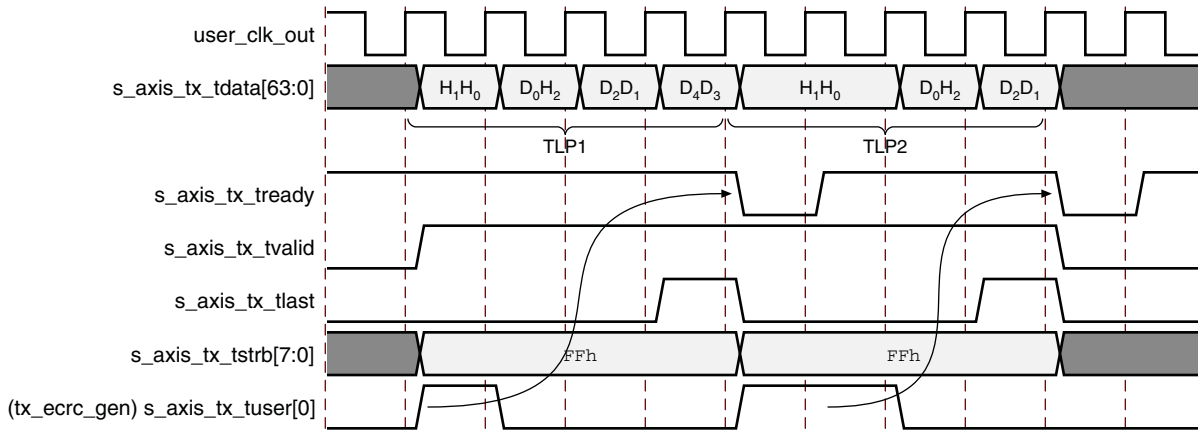 user_clk_out
s_axis_tx_tdata[63:0] H₁H₀ D₀H₂ D₂D₁ D₄D₃ H₁H₀ D₀H₂ D₂D₁
TLP1 TLP2
s_axis_tx_tready
s_axis_tx_tvalid
s_axis_tx_tlast
s_axis_tx_tstrb[7:0] FFh FFh
(tx_ecrc_gen) s_axis_tx_tuser[0]